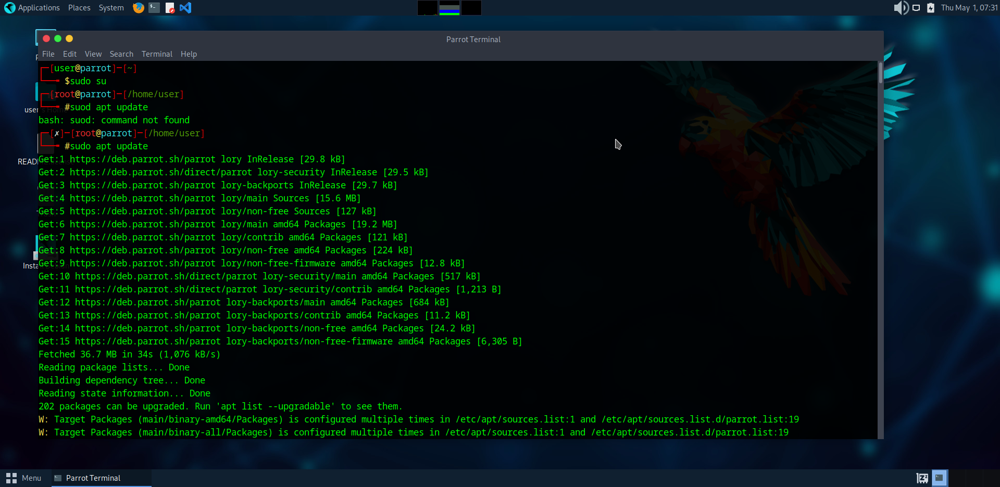 Applications Places System
Thu May 1, 07:31
Parrot Terminal
File Edit View Search Terminal Help
┌─[user@parrot]─[~]
└──╼ $sudo su
┌─[root@parrot]─[/home/user]
└──╼ #suod apt update
bash: suod: command not found
┌─[✗]─[root@parrot]─[/home/user]
└──╼ #sudo apt update
Get:1 https://deb.parrot.sh/parrot lory InRelease [29.8 kB]
Get:2 https://deb.parrot.sh/direct/parrot lory-security InRelease [29.5 kB]
Get:3 https://deb.parrot.sh/parrot lory-backports InRelease [29.7 kB]
Get:4 https://deb.parrot.sh/parrot lory/main Sources [15.6 MB]
Get:5 https://deb.parrot.sh/parrot lory/non-free Sources [127 kB]
Get:6 https://deb.parrot.sh/parrot lory/main amd64 Packages [19.2 MB]
Get:7 https://deb.parrot.sh/parrot lory/contrib amd64 Packages [121 kB]
Get:8 https://deb.parrot.sh/parrot lory/non-free amd64 Packages [224 kB]
Get:9 https://deb.parrot.sh/parrot lory/non-free-firmware amd64 Packages [12.8 kB]
Get:10 https://deb.parrot.sh/direct/parrot lory-security/main amd64 Packages [517 kB]
Get:11 https://deb.parrot.sh/direct/parrot lory-security/contrib amd64 Packages [1,213 B]
Get:12 https://deb.parrot.sh/parrot lory-backports/main amd64 Packages [684 kB]
Get:13 https://deb.parrot.sh/parrot lory-backports/contrib amd64 Packages [11.2 kB]
Get:14 https://deb.parrot.sh/parrot lory-backports/non-free amd64 Packages [24.2 kB]
Get:15 https://deb.parrot.sh/parrot lory-backports/non-free-firmware amd64 Packages [6,305 B]
Fetched 36.7 MB in 34s (1,076 kB/s)
Reading package lists... Done
Building dependency tree... Done
Reading state information... Done
202 packages can be upgraded. Run 'apt list --upgradable' to see them.
W: Target Packages (main/binary-amd64/Packages) is configured multiple times in /etc/apt/sources.list:1 and /etc/apt/sources.list.d/parrot.list:19
W: Target Packages (main/binary-all/Packages) is configured multiple times in /etc/apt/sources.list:1 and /etc/apt/sources.list.d/parrot.list:19
user's Home
READ
Insta
Menu
Parrot Terminal